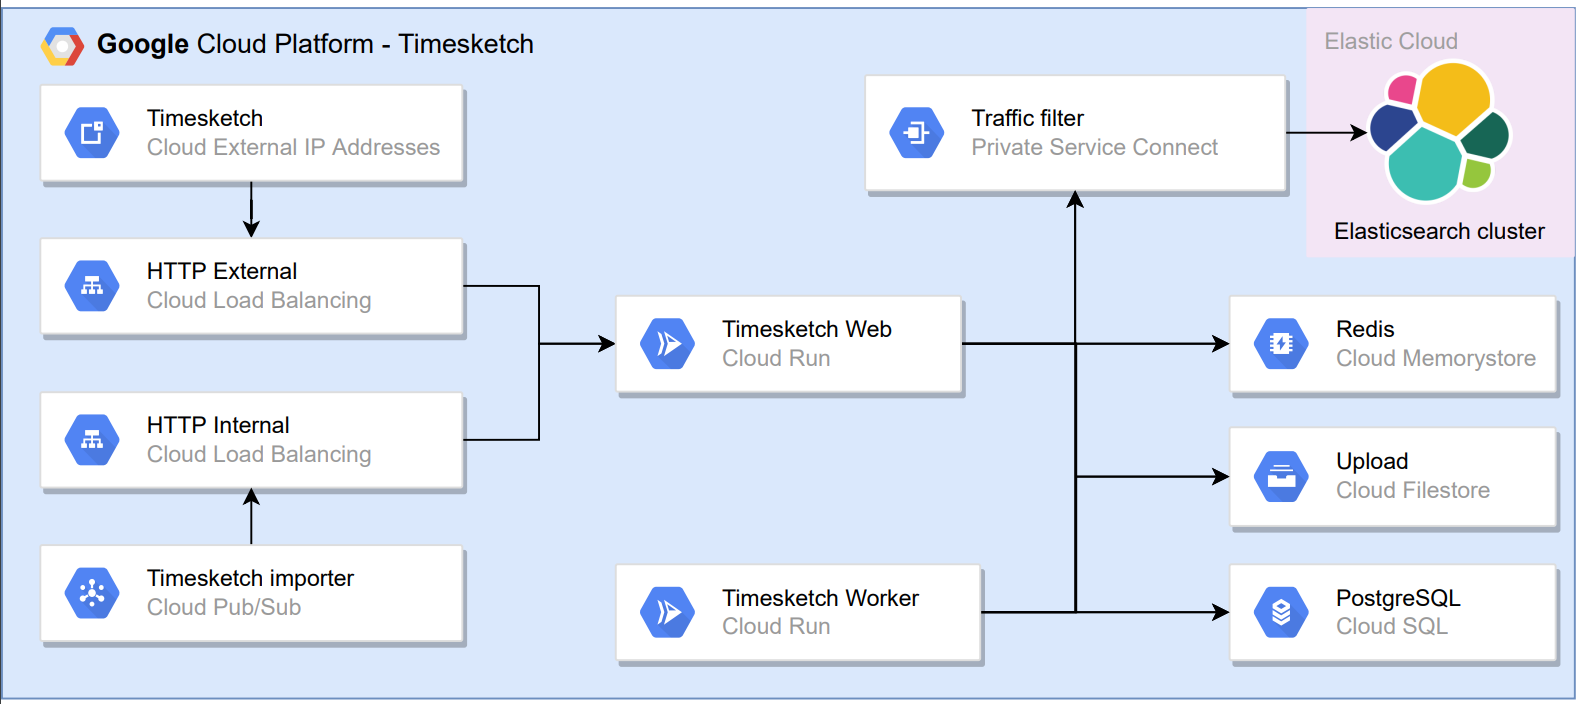 Google Cloud Platform - Timesketch
Elastic Cloud
Timesketch
Cloud External IP Addresses
Traffic filter
Private Service Connect
Elasticsearch cluster
HTTP External
Cloud Load Balancing
Timesketch Web
Cloud Run
Redis
Cloud Memorystore
HTTP Internal
Cloud Load Balancing
Upload
Cloud Filestore
Timesketch importer
Cloud Pub/Sub
Timesketch Worker
Cloud Run
PostgreSQL
Cloud SQL